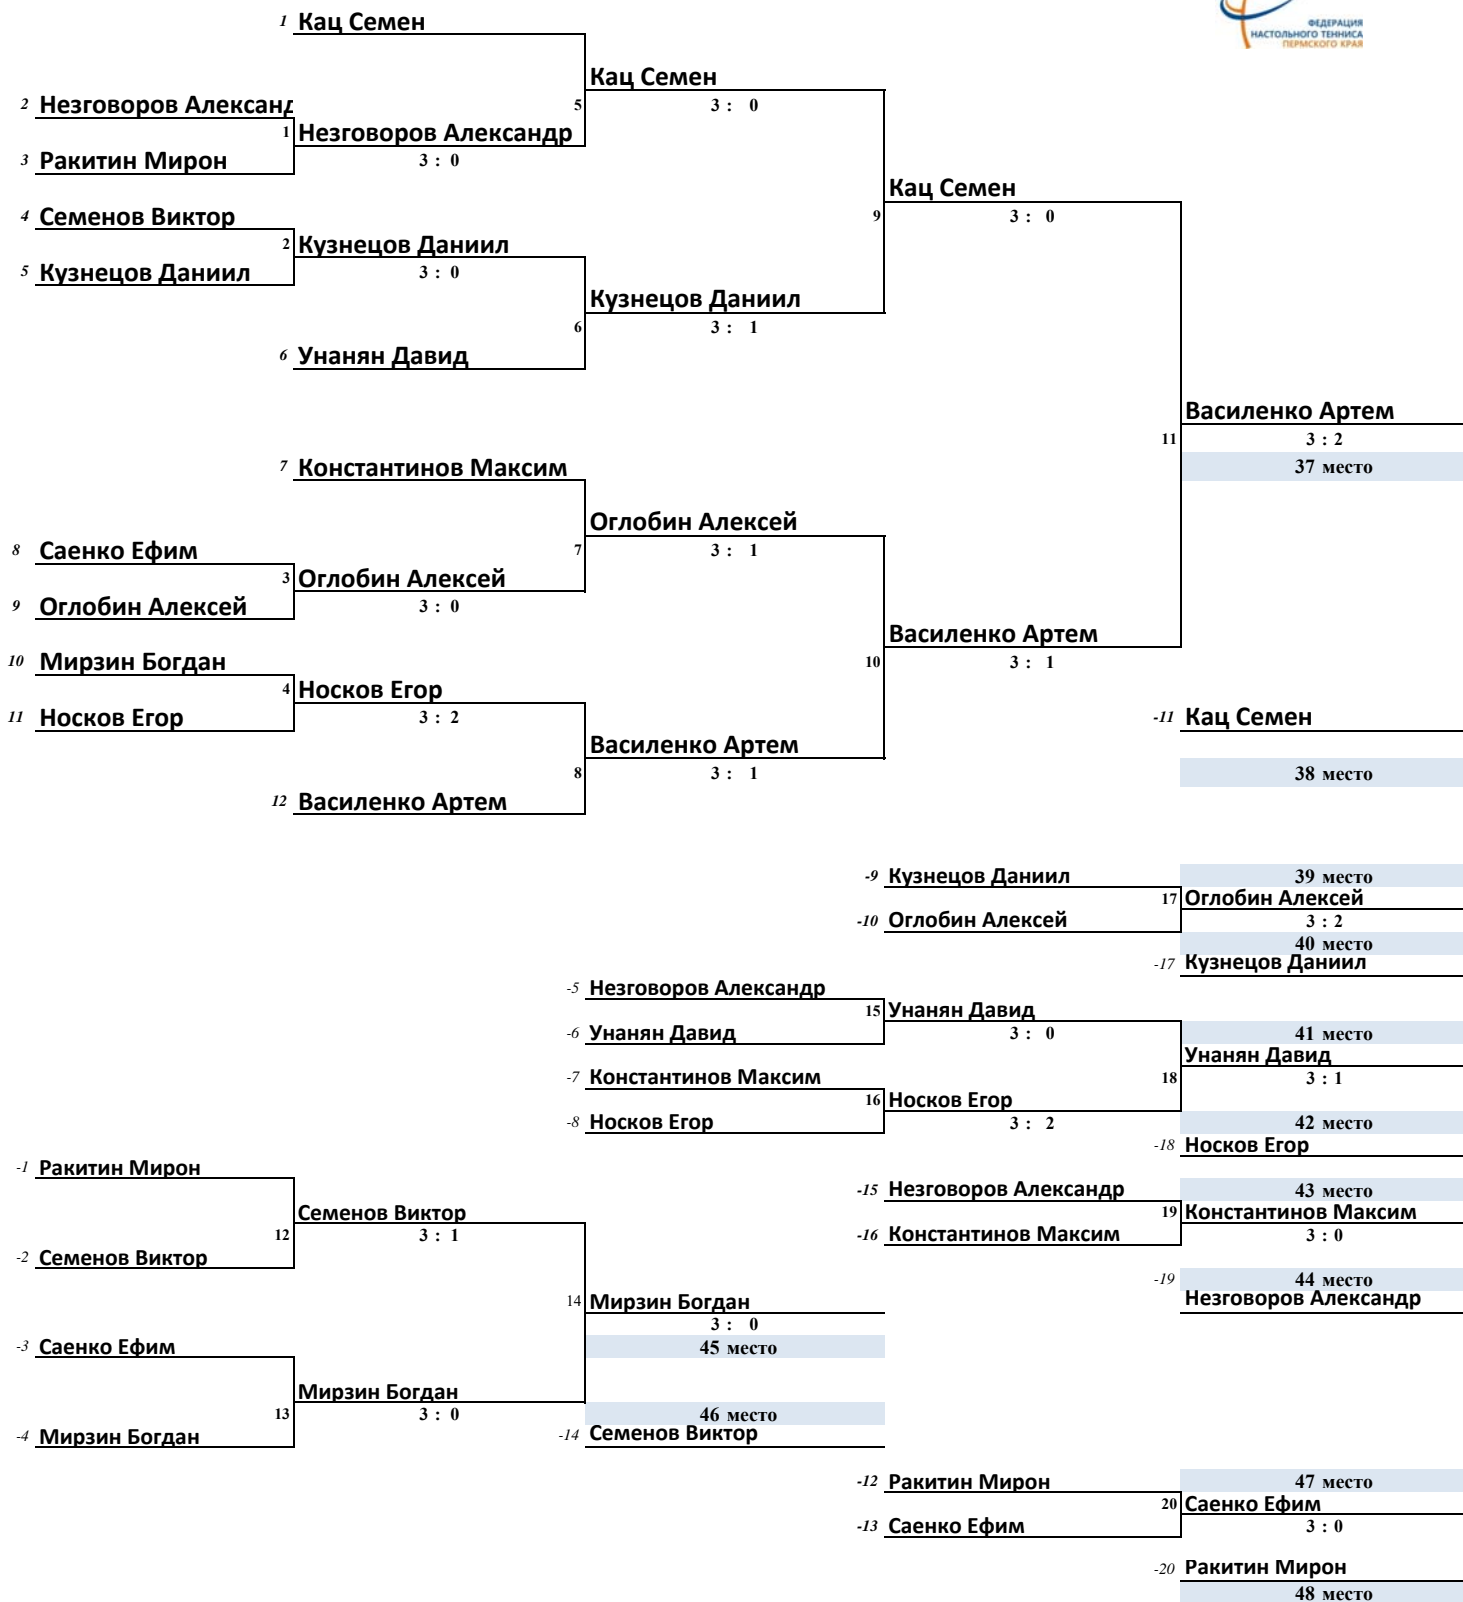 ФЕДЕРАЦИЯ
НАСТОЛЬНОГО ТЕННИСА
ПЕРМСКОГО КРАЯ
1 Кац Семен
Кац Семен
2 Незговоров Александ
5 3 : 0
1 Незговоров Александр
3 Ракитин Мирон
3 : 0
Кац Семен
4 Семенов Виктор
9 3 : 0
2 Кузнецов Даниил
5 Кузнецов Даниил
3 : 0
Кузнецов Даниил
6 3 : 1
6 Унанян Давид
Василенко Артем
11 3 : 2
7 Константинов Максим
37 место
Оглобин Алексей
8 Саенко Ефим
7 3 : 1
3 Оглобин Алексей
9 Оглобин Алексей
3 : 0
Василенко Артем
10 Мирзин Богдан
10 3 : 1
4 Носков Егор
11 Носков Егор
3 : 2
-11 Кац Семен
Василенко Артем
8 3 : 1
38 место
12 Василенко Артем
-9 Кузнецов Даниил
39 место
17 Оглобин Алексей
-10 Оглобин Алексей
3 : 2
40 место
-17 Кузнецов Даниил
-5 Незговоров Александр
15 Унанян Давид
-6 Унанян Давид
3 : 0
41 место
Унанян Давид
-7 Константинов Максим
18 3 : 1
16 Носков Егор
-8 Носков Егор
3 : 2
42 место
-18 Носков Егор
-1 Ракитин Мирон
-15 Незговоров Александр
43 место
Семенов Виктор
19 Константинов Максим
12 3 : 1
-16 Константинов Максим
3 : 0
-2 Семенов Виктор
-19 44 место
14 Мирзин Богдан
Незговоров Александр
3 : 0
-3 Саенко Ефим
45 место
Мирзин Богдан
13 3 : 0
46 место
-4 Мирзин Богдан
-14 Семенов Виктор
-12 Ракитин Мирон
47 место
20 Саенко Ефим
-13 Саенко Ефим
3 : 0
-20 Ракитин Мирон
48 место